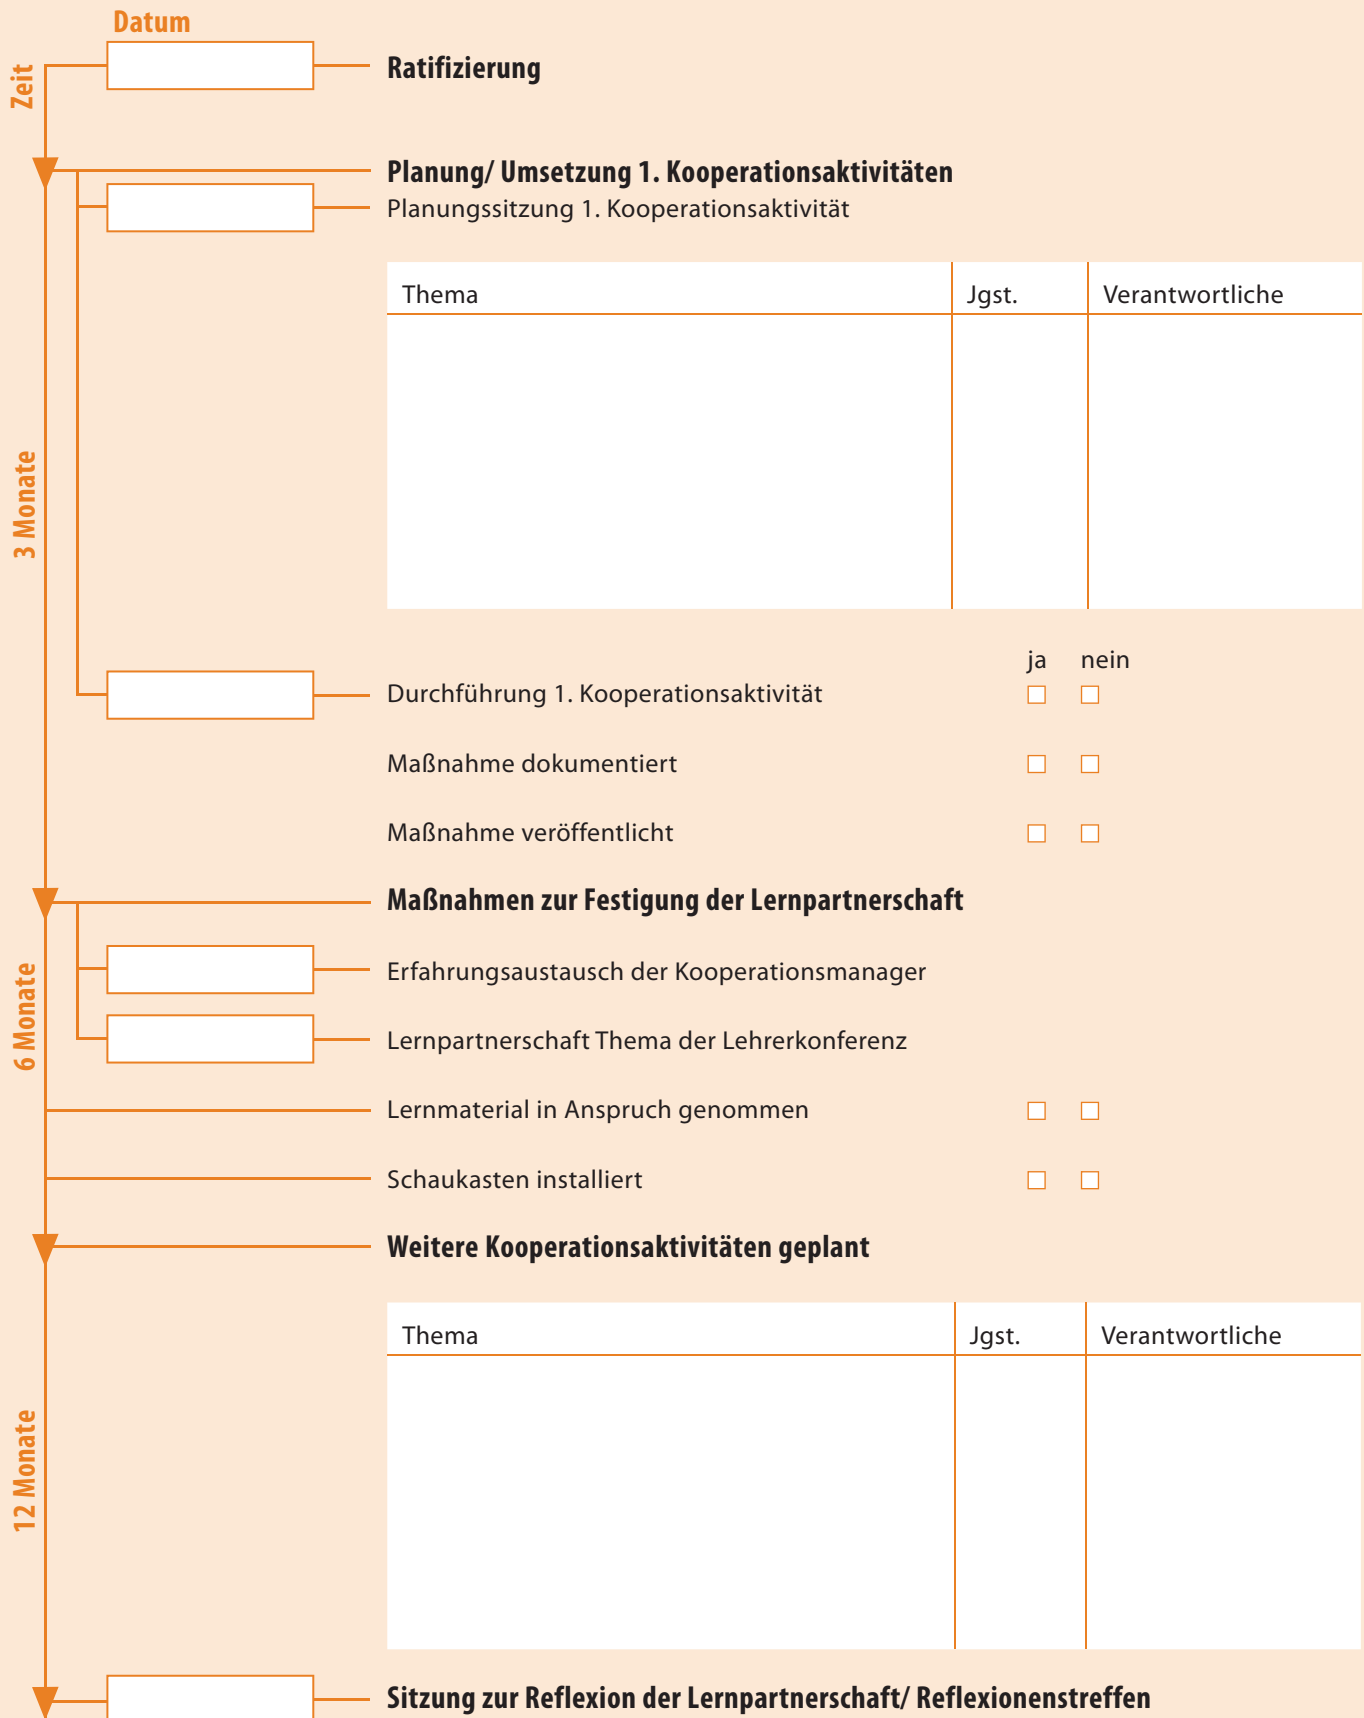 Datum
Zeit
Ratifizierung
Planung/ Umsetzung 1. Kooperationsaktivitäten
Planungssitzung 1. Kooperationsaktivität
Thema Jgst. Verantwortliche
3 Monate
ja nein
Durchführung 1. Kooperationsaktivität
Maßnahme dokumentiert
Maßnahme veröffentlicht
Maßnahmen zur Festigung der Lernpartnerschaft
6 Monate
Erfahrungsaustausch der Kooperationsmanager
Lernpartnerschaft Thema der Lehrerkonferenz
Lernmaterial in Anspruch genommen
Schaukasten installiert
Weitere Kooperationsaktivitäten geplant
Thema Jgst. Verantwortliche
12 Monate
Sitzung zur Reflexion der Lernpartnerschaft/ Reflexionenstreffen